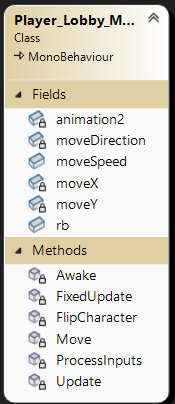 Player_Lobby_M...
Class
MonoBehaviour
Fields
animation2
moveDirection
moveSpeed
moveX
moveY
rb
Methods
Awake
FixedUpdate
FlipCharacter
Move
ProcessInputs
Update